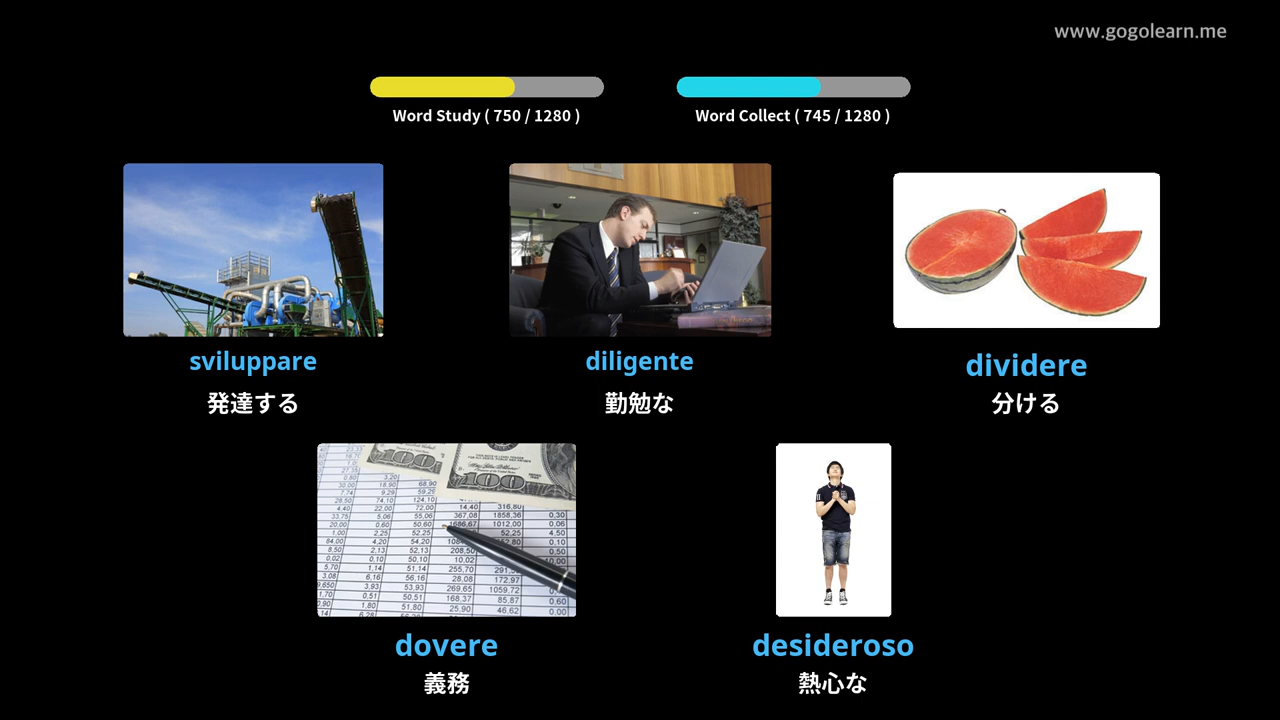 www.gogolearn.me
Word Study ( 750 / 1280 )
Word Collect ( 745 / 1280 )
sviluppare
発達する
diligente
勤勉な
dividere
分ける
dovere
義務
desideroso
熱心な